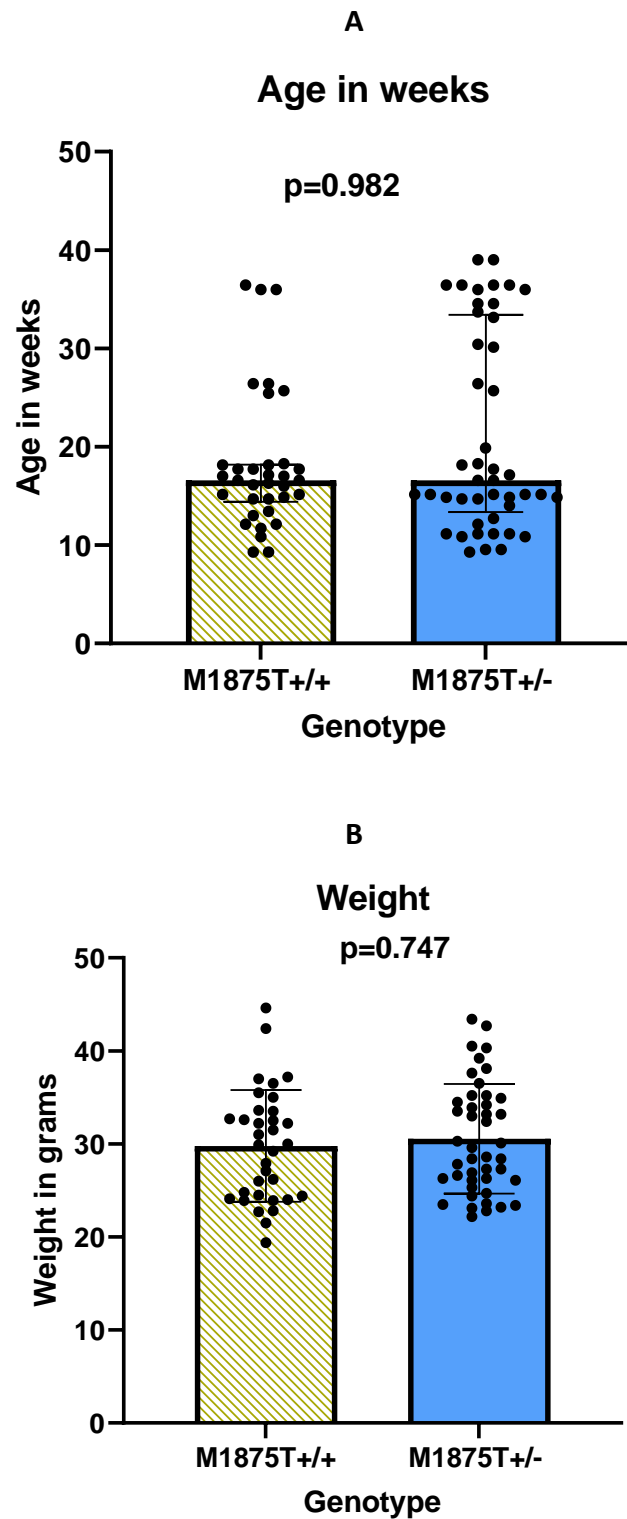 A
Age in weeks
p=0.982
Age in weeks
50
40
30
20
10
0
M1875T+/+ M1875T+/-
Genotype
B
Weight
p=0.747
Weight in grams
50
40
30
20
10
0
M1875T+/+ M1875T+/-
Genotype